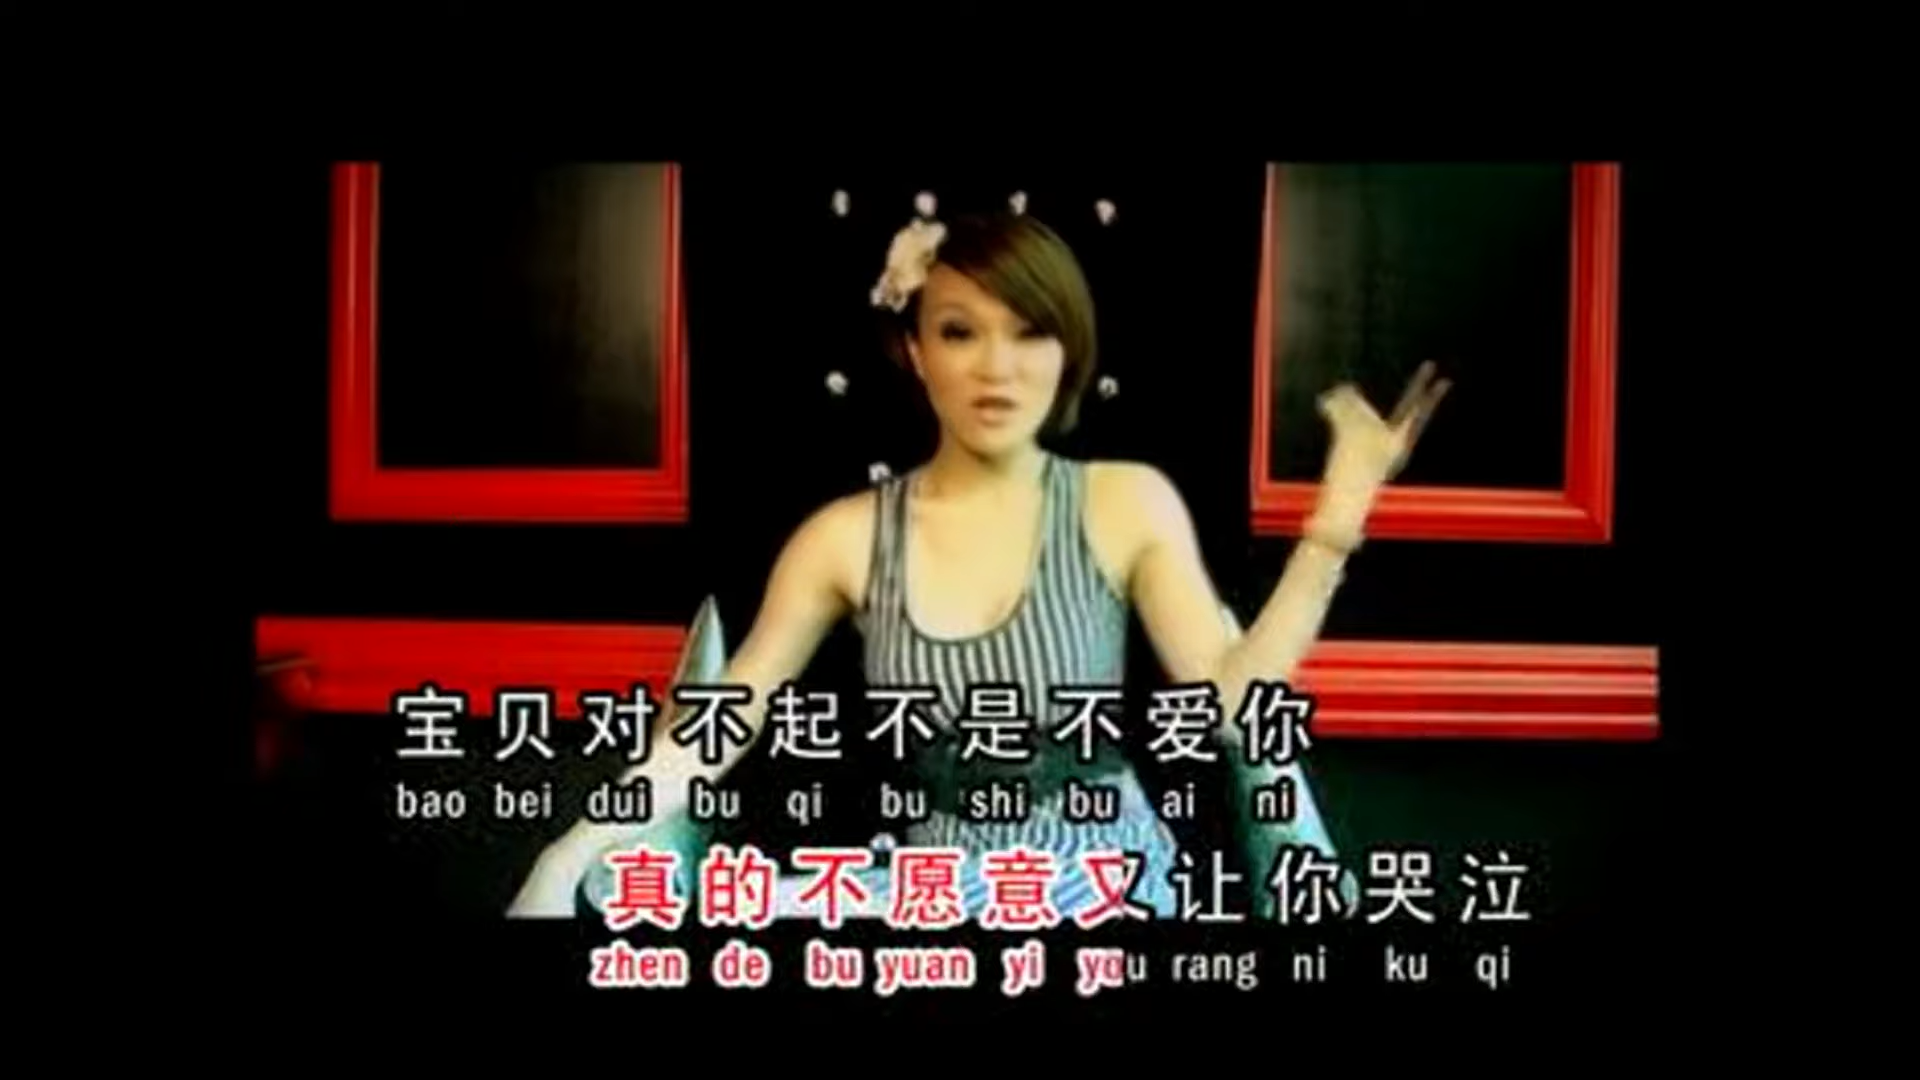 宝贝对不起不是不爱你
bao bei dui bu qi bu shi bu ai ni
真的不愿意又让你哭泣
zhen de bu yuan yi you rang ni ku qi